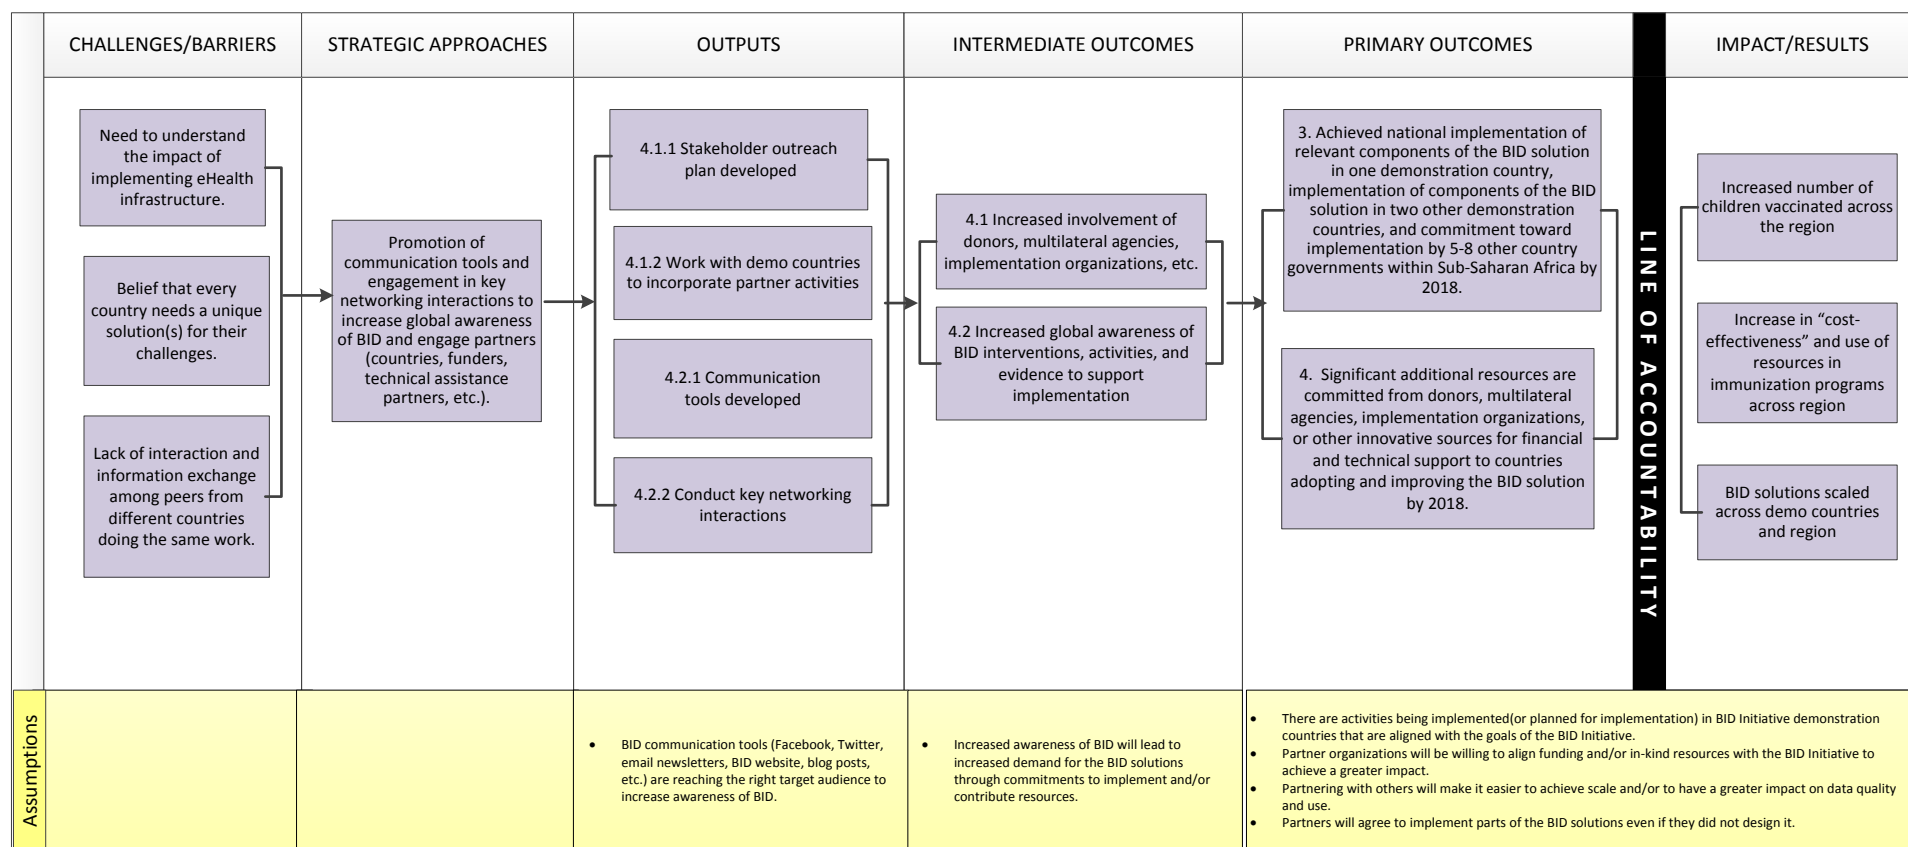 CHALLENGES/BARRIERS
STRATEGIC APPROACHES
OUTPUTS
INTERMEDIATE OUTCOMES
PRIMARY OUTCOMES
IMPACT/RESULTS
Need to understand
the impact of
implementing eHealth
infrastructure.
Belief that every
country needs a unique
solution(s) for their
challenges.
Lack of interaction and
information exchange
among peers from
different countries
doing the same work.
Promotion of
communication tools and
engagement in key
networking interactions to
increase global awareness
of BID and engage partners
(countries, funders,
technical assistance
partners, etc.).
4.1.1 Stakeholder outreach
plan developed
4.1.2 Work with demo countries
to incorporate partner activities
4.2.1 Communication
tools developed
4.2.2 Conduct key networking
interactions
4.1 Increased involvement of
donors, multilateral agencies,
implementation organizations, etc.
4.2 Increased global awareness of
BID interventions, activities, and
evidence to support
implementation
3. Achieved national implementation of
relevant components of the BID solution
in one demonstration country,
implementation of components of the BID
solution in two other demonstration
countries, and commitment toward
implementation by 5-8 other country
governments within Sub-Saharan Africa by
2018.
4. Significant additional resources are
committed from donors, multilateral
agencies, implementation organizations,
or other innovative sources for financial
and technical support to countries
adopting and improving the BID solution
by 2018.
LINE OF ACCOUNTABILITY
Increased number of
children vaccinated across
the region
Increase in “cost-
effectiveness” and use of
resources in
immunization programs
across region
BID solutions scaled
across demo countries
and region
Assumptions
• BID communication tools (Facebook, Twitter,
email newsletters, BID website, blog posts,
etc.) are reaching the right target audience to
increase awareness of BID.
• Increased awareness of BID will lead to
increased demand for the BID solutions
through commitments to implement and/or
contribute resources.
• There are activities being implemented(or planned for implementation) in BID Initiative demonstration
countries that are aligned with the goals of the BID Initiative.
• Partner organizations will be willing to align funding and/or in-kind resources with the BID Initiative to
achieve a greater impact.
• Partnering with others will make it easier to achieve scale and/or to have a greater impact on data quality
and use.
• Partners will agree to implement parts of the BID solutions even if they did not design it.